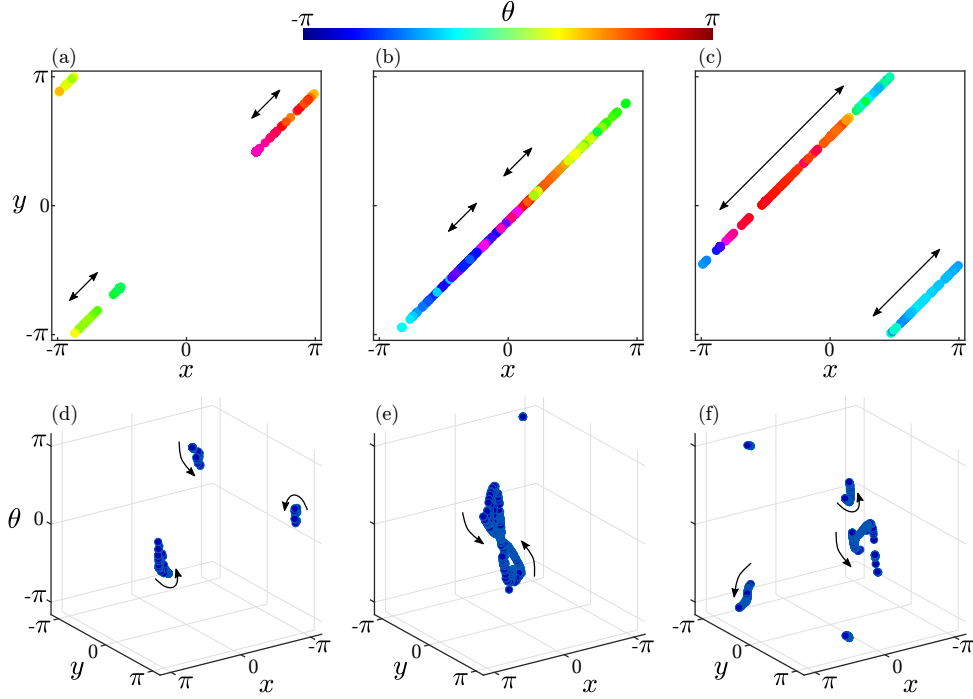 -π θ π
(a) (b) (c)
π
y 0
-π
-π 0 π -π 0 π -π 0 π
x x x
(d) (e) (f)
π
θ 0
-π
-π 0 π π 0 -π -π 0 π π 0 -π -π 0 π π 0 -π
y x y x y x